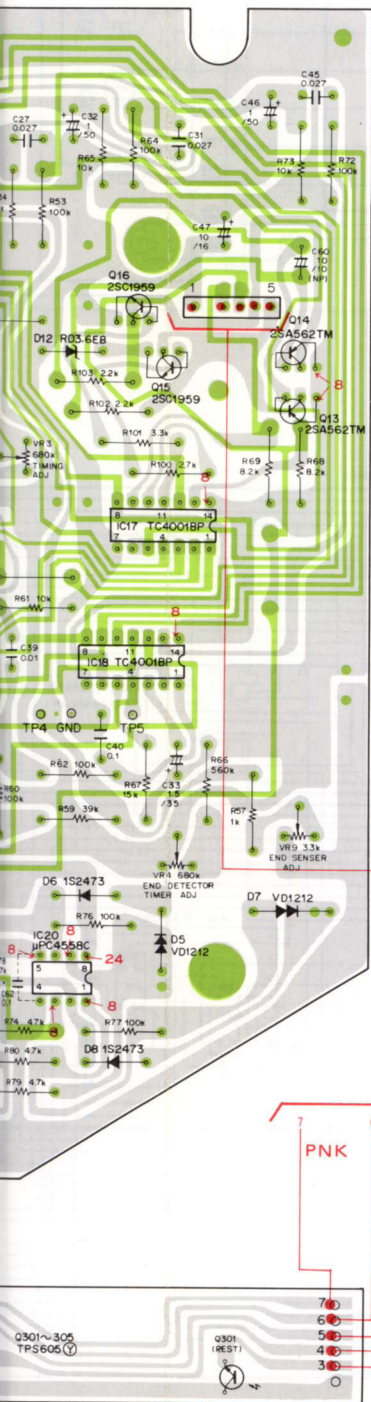 C45
0.027
C46
1
/50
C32
1
/50
C27
0.027
R64
100k
C31
0.027
R65
10k
R73
10k
R72
100k
R53
100k
C47
10
/16
C60
10
/10
(NP)
Q16
2SC1959
1
5
Q14
2SA562TM
D12 RD3.6EB
R103 2.2k
Q15
2SC1959
8
R102 2.2k
Q13
2SA562TM
R101 3.3k
VR3
680k
TIMING
ADJ
R100 2.7k
R69
8.2k
R68
8.2k
8
8 11 14
IC17 TC4001BP
7 4 1
R61 10k
8
C39
0.01
8 11 14
IC18 TC4001BP
7 4 1
TP4 GND TP5
C40
0.1
R62 100k
R67
15k
C33
1.5
/35
R66
560k
R60
100k
R59 39k
R57
1k
VR9 33k
END SENSER
ADJ
VR4 680k
END DETECTOR
TIMER ADJ
D6 1S2473
D7 VD1212
R76 100k
IC20
μPC4558C
D5
VD1212
8
8
24
5 8
4 1
C62
0.1
8
8
R74 4.7k
R77 100k
R80 4.7k
D8 1S2473
R79 4.7k
7
PNK
7
6
5
4
3
Q301~305
TPS605Ⓨ
Q301
(REST)